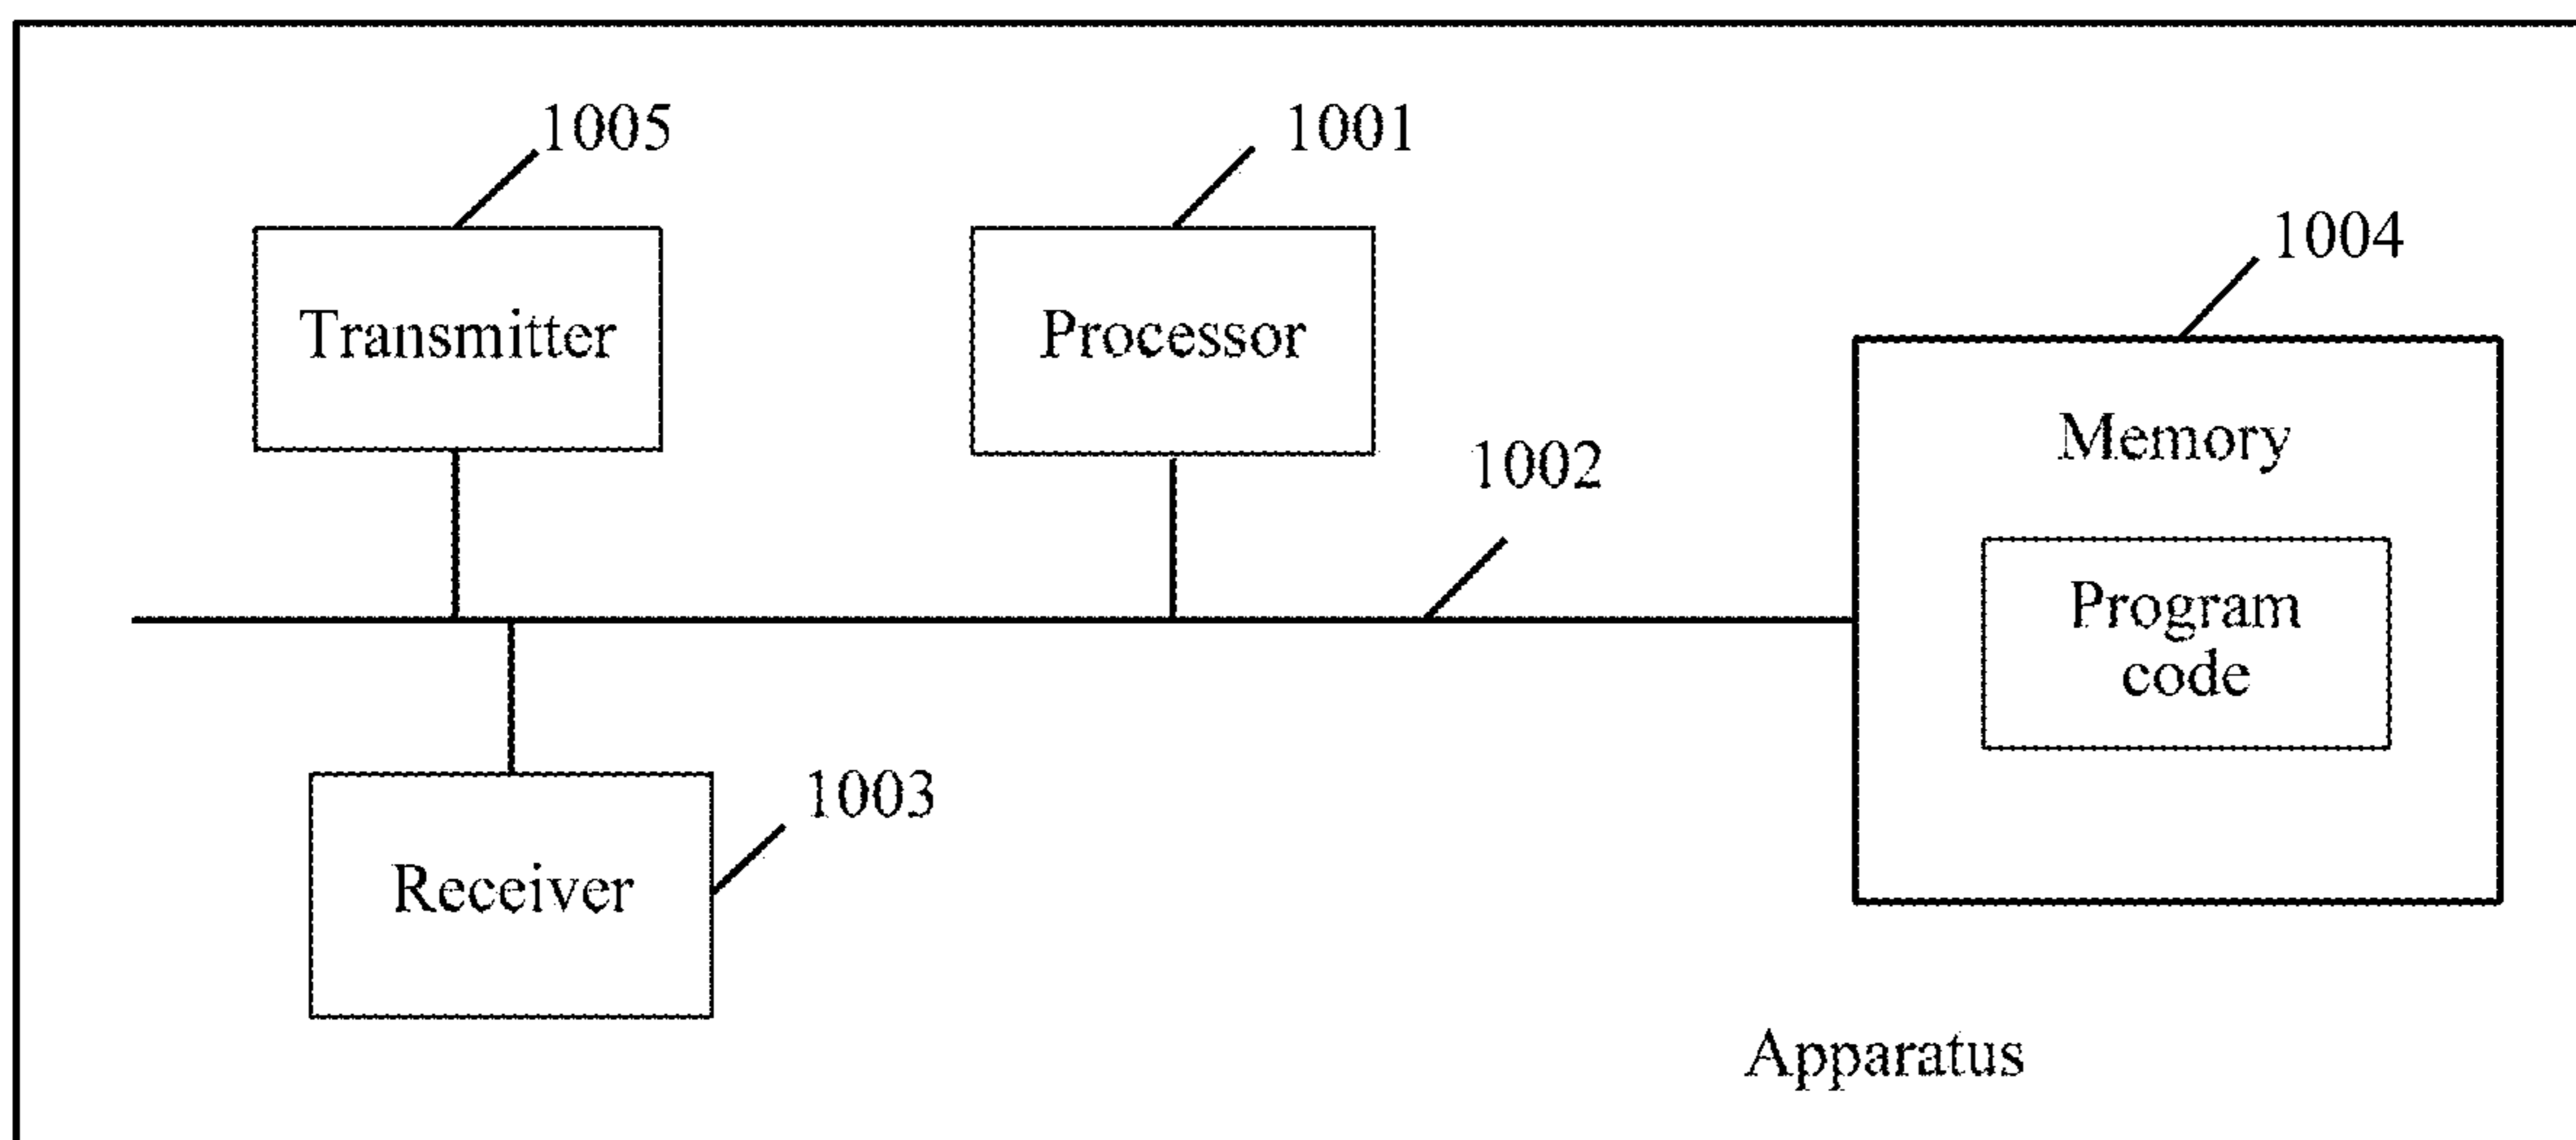 1005
1001
1004
Transmitter
Processor
Memory
1002
Program
code
1003
Receiver
Apparatus